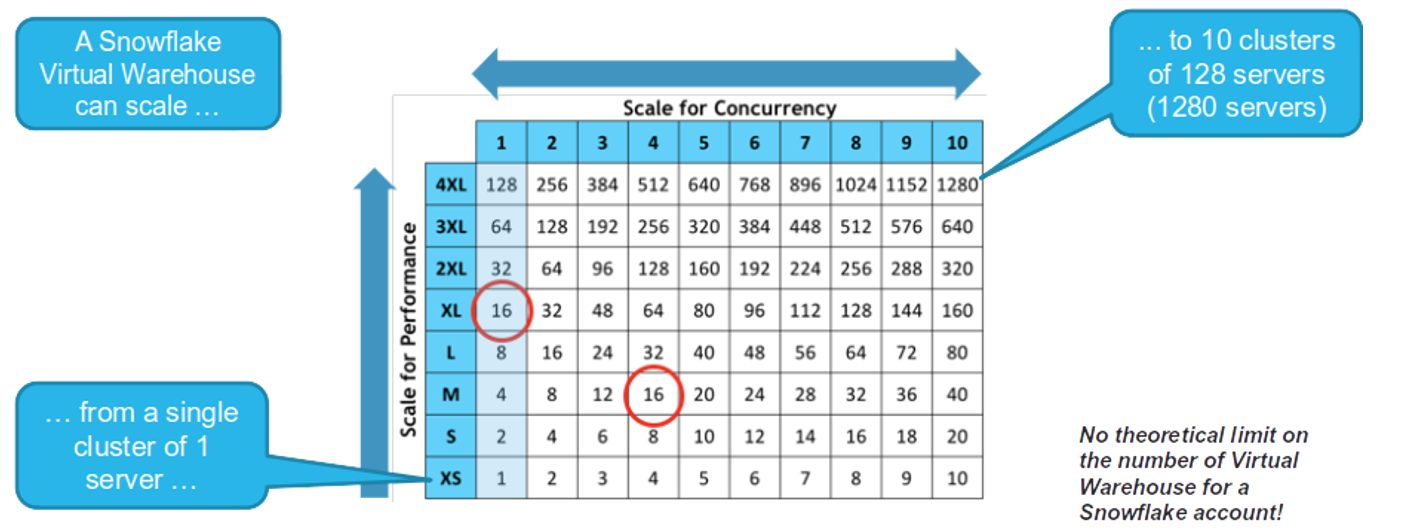 A Snowflake
Virtual Warehouse
can scale …
... to 10 clusters
of 128 servers
(1280 servers)
Scale for Concurrency
1 2 3 4 5 6 7 8 9 10
Scale for Performance
4XL 128 256 384 512 640 768 896 1024 1152 1280
3XL 64 128 192 256 320 384 448 512 576 640
2XL 32 64 96 128 160 192 224 256 288 320
XL 16 32 48 64 80 96 112 128 144 160
L 8 16 24 32 40 48 56 64 72 80
M 4 8 12 16 20 24 28 32 36 40
S 2 4 6 8 10 12 14 16 18 20
XS 1 2 3 4 5 6 7 8 9 10
… from a single
cluster of 1
server …
No theoretical limit on
the number of Virtual
Warehouse for a
Snowflake account!